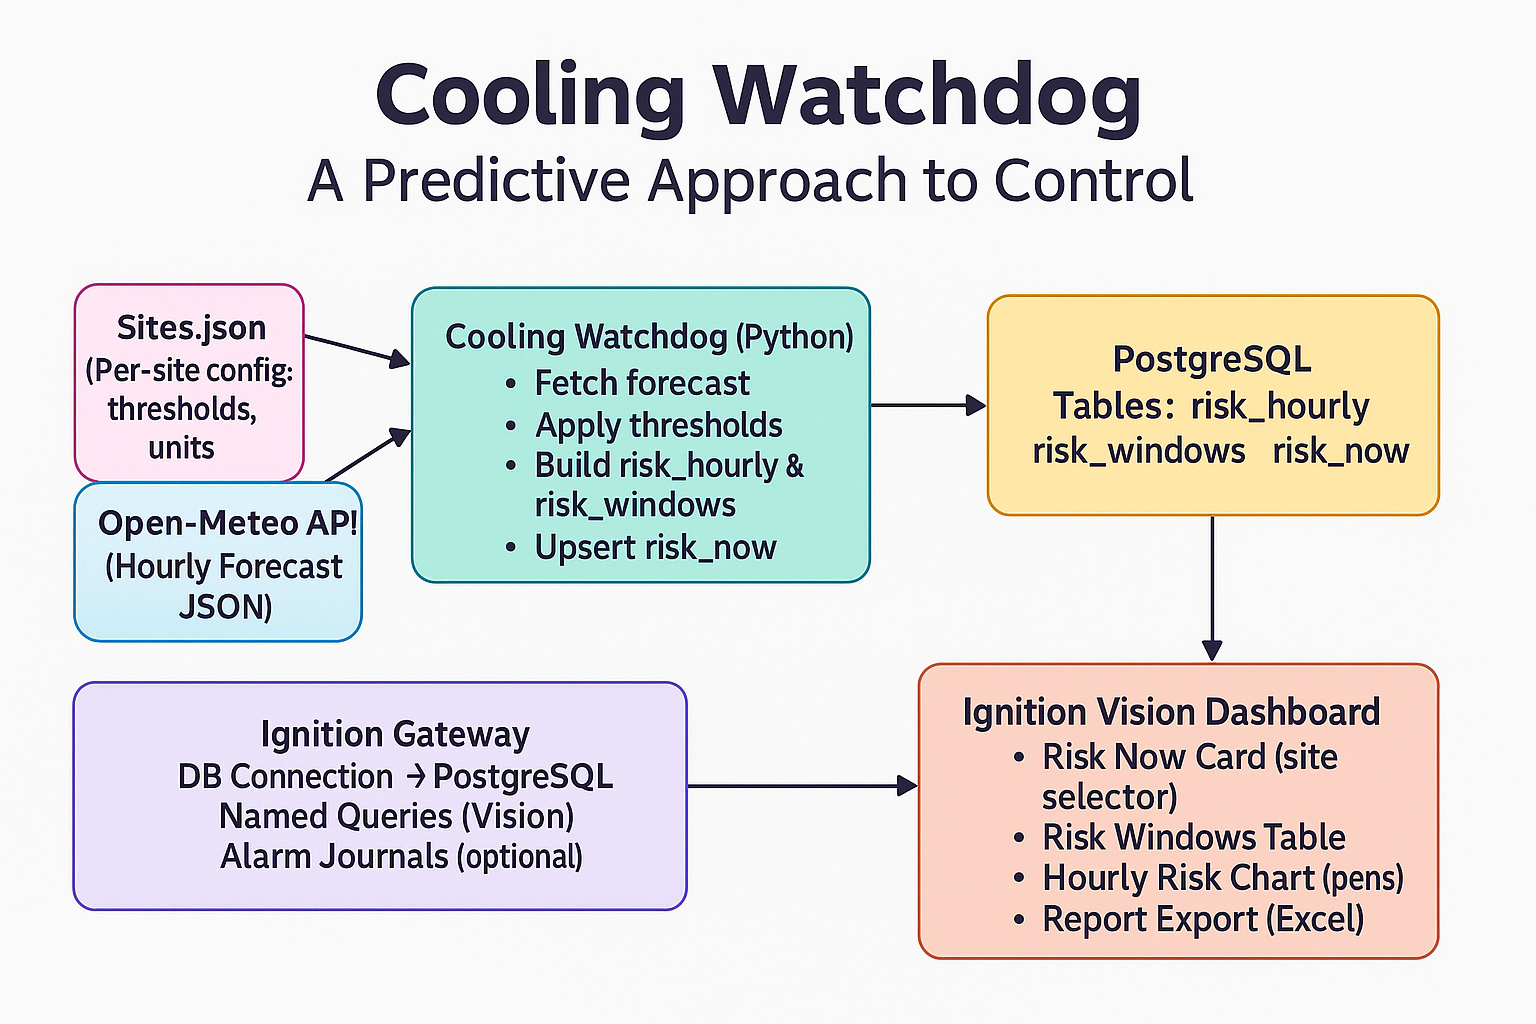 Cooling Watchdog
A Predictive Approach to Control
Sites.json
(Per-site config:
thresholds,
units
Open-Meteo AP!
(Hourly Forecast
JSON)
Cooling Watchdog (Python)
• Fetch forecast
• Apply thresholds
• Build risk_hourly &
risk_windows
• Upsert risk_now
PostgreSQL
Tables: risk_hourly
risk_windows risk_now
Ignition Gateway
DB Connection → PostgreSQL
Named Queries (Vision)
Alarm Journals (optional)
Ignition Vision Dashboard
• Risk Now Card (site
selector)
• Risk Windows Table
• Hourly Risk Chart (pens)
• Report Export (Excel)